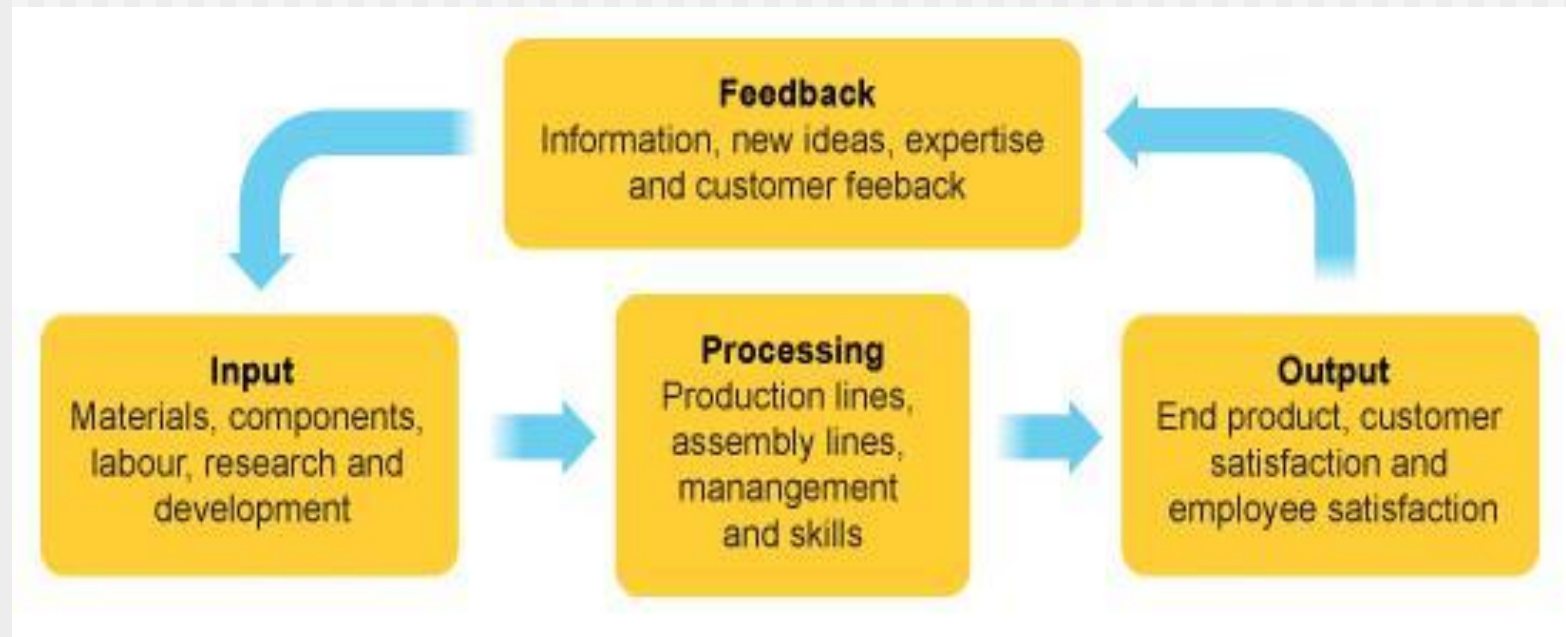 Feedback
Information, new ideas, expertise
and customer feeback
Input
Materials, components,
labour, research and
development
Processing
Production lines,
assembly lines,
manangement
and skills
Output
End product, customer
satisfaction and
employee satisfaction